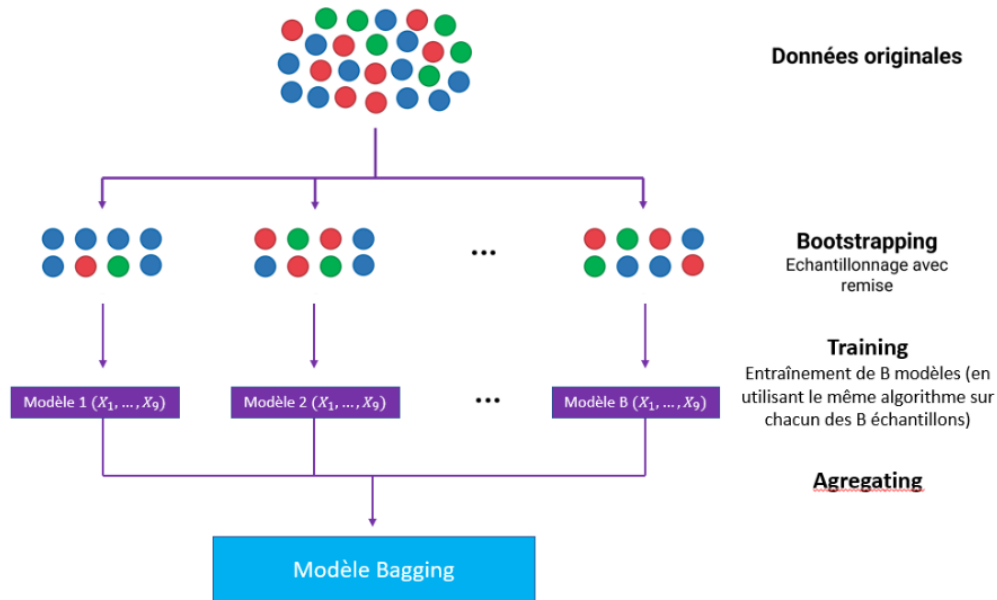 Données originales
Bootstrapping
Echantillonnage avec
remise
...
Training
Entraînement de B modèles (en
utilisant le même algorithme sur
chacun des B échantillons)
Modèle 1 (X₁, ..., X₉)
Modèle 2 (X₁, ..., X₉)
...
Modèle B (X₁, ..., X₉)
Agregating
Modèle Bagging